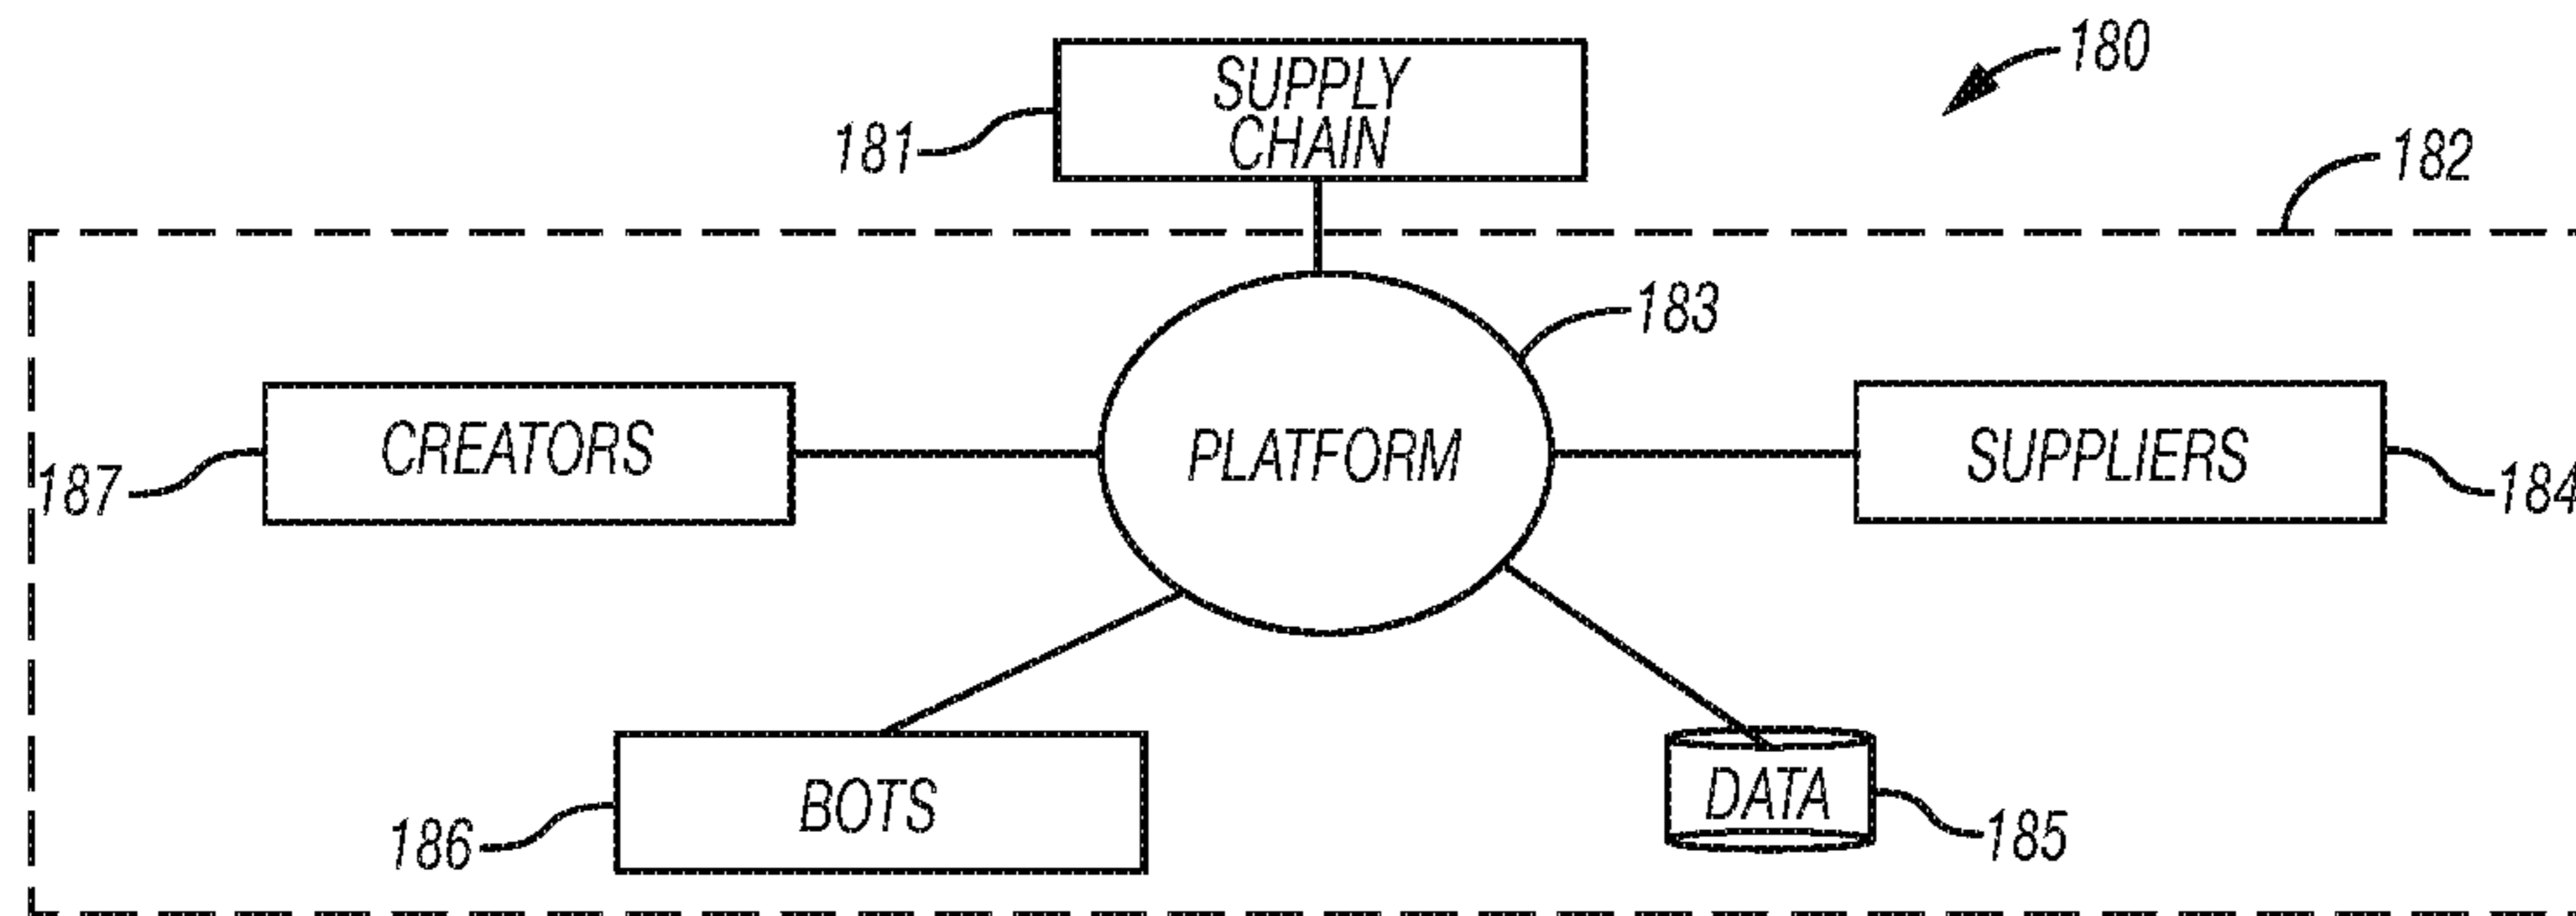 180
SUPPLY
CHAIN
181
182
183
CREATORS
PLATFORM
SUPPLIERS
187
184
BOTS
DATA
186
185